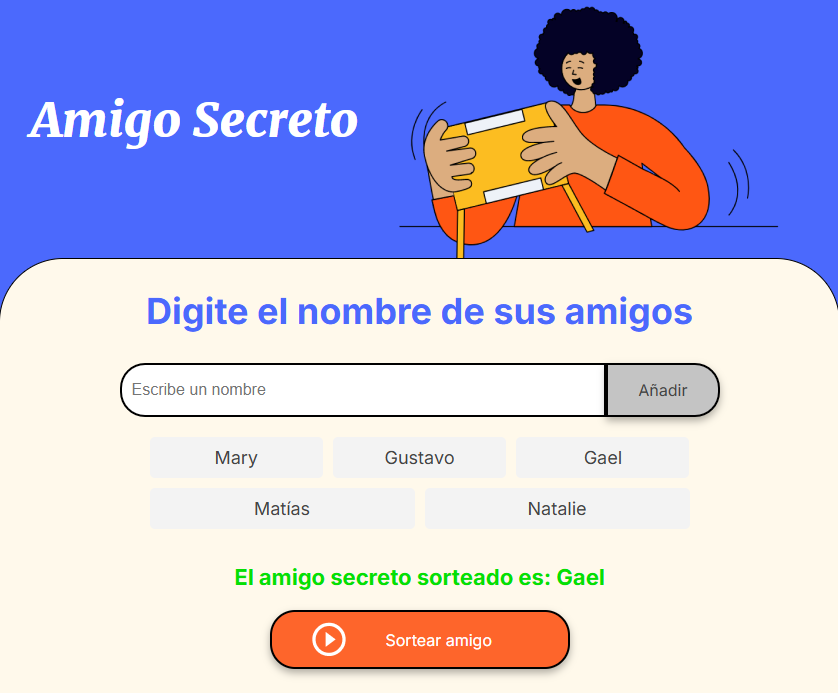 Amigo Secreto
Digite el nombre de sus amigos
Escribe un nombre
Añadir
Mary
Gustavo
Gael
Matías
Natalie
El amigo secreto sorteado es: Gael
Sortear amigo